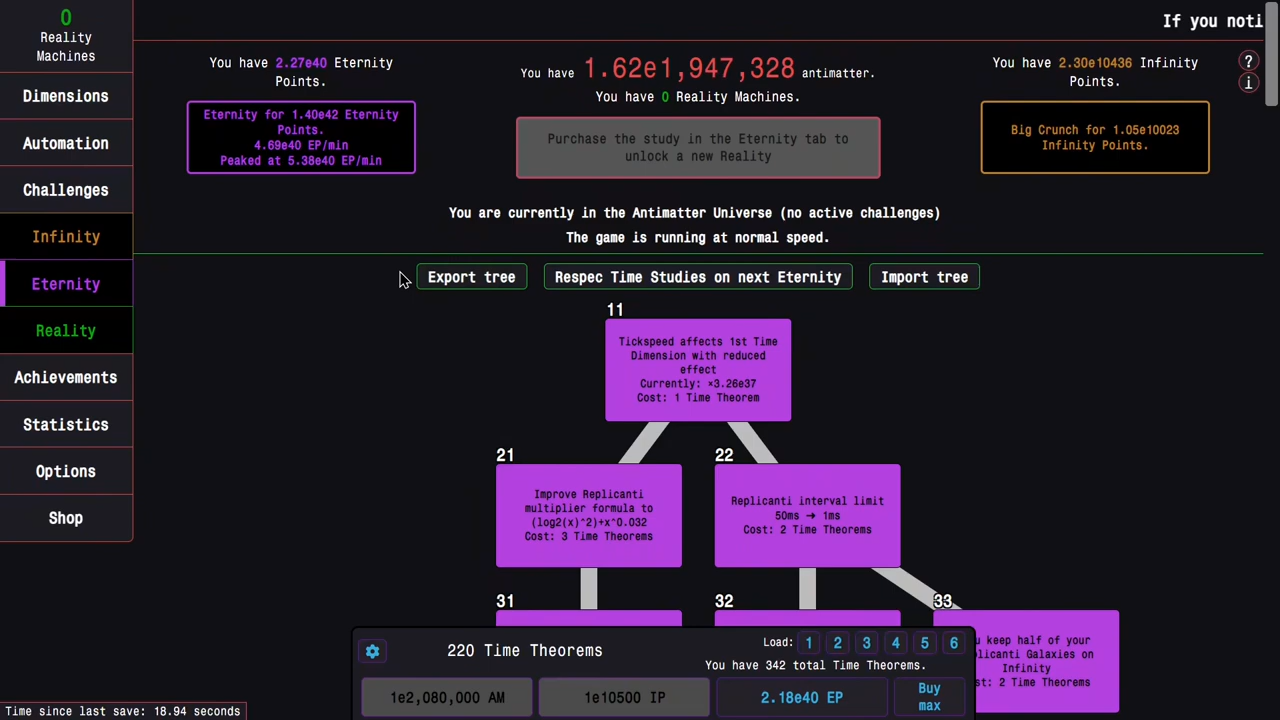 0
Reality
Machines
Dimensions
Automation
Challenges
Infinity
Eternity
Reality
Achievements
Statistics
Options
Shop
If you noti
You have 2.27e40 Eternity
Points.
Eternity for 1.40e42 Eternity
Points.
4.69e40 EP/min
Peaked at 5.38e40 EP/min
You have 1.62e1,947,328 antimatter.
You have 0 Reality Machines.
Purchase the study in the Eternity tab to
unlock a new Reality
You have 2.30e10436 Infinity
Points.
Big Crunch for 1.05e10023
Infinity Points.
?
i
You are currently in the Antimatter Universe (no active challenges)
The game is running at normal speed.
Export tree
Respec Time Studies on next Eternity
Import tree
11
Tickspeed affects 1st Time
Dimension with reduced
effect
Currently: ×3.26e37
Cost: 1 Time Theorem
21
Improve Replicanti
multiplier formula to
(log2(x)^2)+x^0.032
Cost: 3 Time Theorems
22
Replicanti interval limit
50ms → 1ms
Cost: 2 Time Theorems
31
32
33
keep half of your
Galaxies on
Infinity
2 Time Theorems
220 Time Theorems
Load: 1 2 3 4 5 6
You have 342 total Time Theorems.
1e2,080,000 AM
1e10500 IP
2.18e40 EP
Buy
max
Time since last save: 18.94 seconds